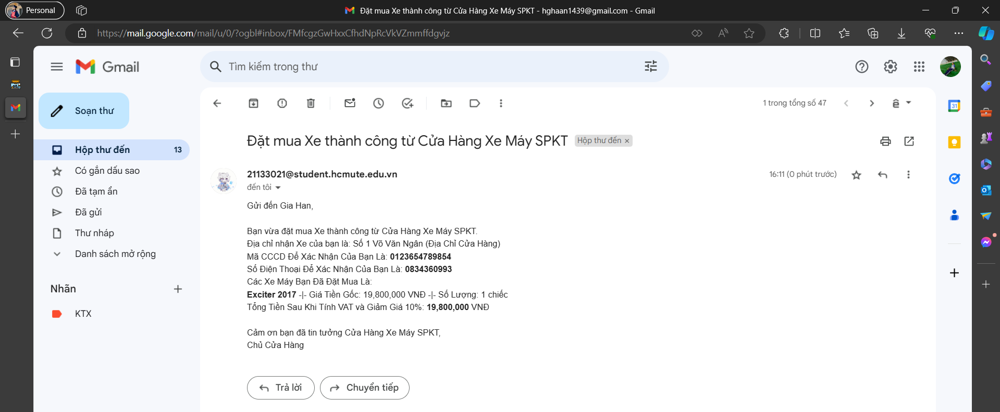 Personal
Đặt mua Xe thành công từ Cửa Hàng Xe Máy SPKT - hghaan1439@gmail.com - Gmail
https://mail.google.com/mail/u/0/?ogbl#inbox/FMfcgzGwHxxCfhdNpRcVkVZmmffdgvjz
Gmail
Tìm kiếm trong thư
Soạn thư
1 trong tổng số 47
Hộp thư đến 13
Có gắn dấu sao
Đã tạm ẩn
Đã gửi
Thư nháp
Danh sách mở rộng
Nhãn
KTX
Đặt mua Xe thành công từ Cửa Hàng Xe Máy SPKT Hộp thư đến ×
21133021@student.hcmute.edu.vn 16:11 (0 phút trước)
đến tôi
Gửi đến Gia Han,
Bạn vừa đặt mua Xe thành công từ Cửa Hàng Xe Máy SPKT.
Địa chỉ nhận Xe của bạn là: Số 1 Võ Văn Ngân (Địa Chỉ Cửa Hàng)
Mã CCCD Để Xác Nhận Của Bạn Là: 0123654789854
Số Điện Thoại Để Xác Nhận Của Bạn Là: 0834360993
Các Xe Máy Bạn Đã Đặt Mua Là:
Exciter 2017 -|- Giá Tiền Gốc: 19,800,000 VNĐ -|- Số Lượng: 1 chiếc
Tổng Tiền Sau Khi Tính VAT và Giảm Giá 10%: 19,800,000 VNĐ
Cảm ơn bạn đã tin tưởng Cửa Hàng Xe Máy SPKT,
Chủ Cửa Hàng
Trả lời
Chuyển tiếp
31